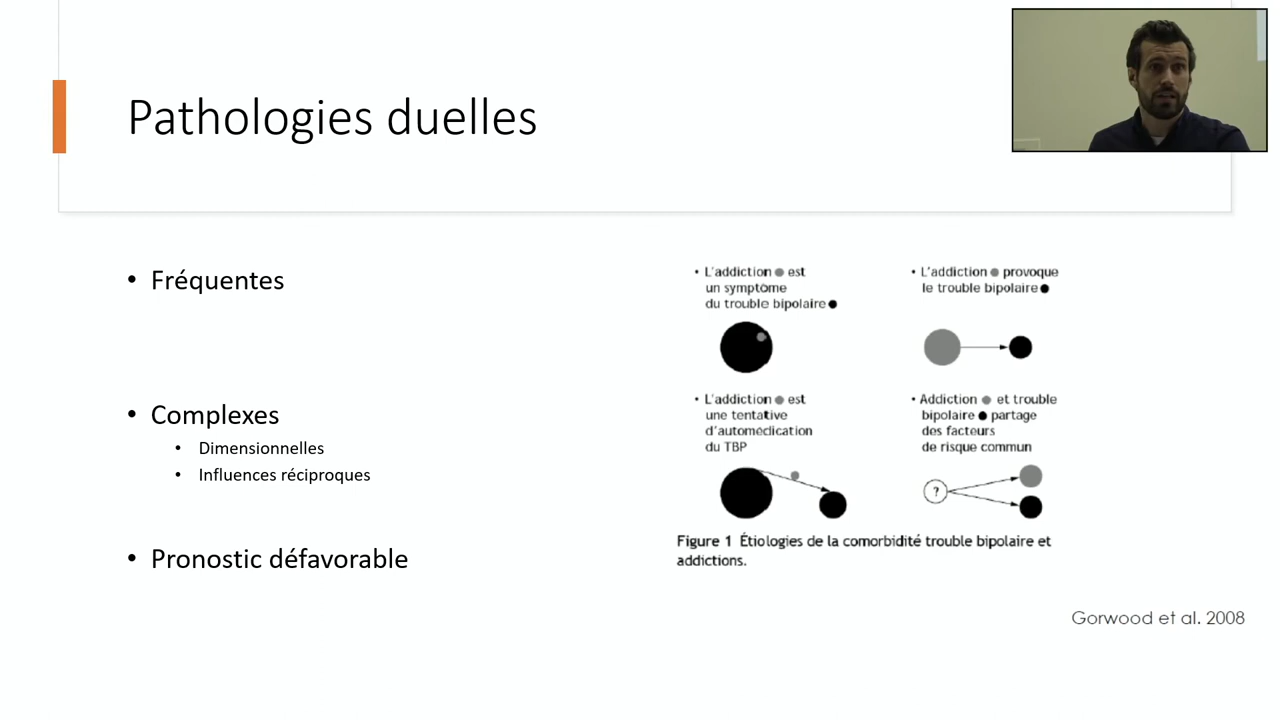 Pathologies duelles
• Fréquentes
• Complexes
• Dimensionnelles
• Influences réciproques
• Pronostic défavorable
• L'addiction est
un symptôme
du trouble bipolaire
• L'addiction provoque
le trouble bipolaire
• L'addiction est
une tentative
d'automédication
du TBP
• Addiction et trouble
bipolaire partage
des facteurs
de risque commun
?
Figure 1 Étiologies de la comorbidité trouble bipolaire et
addictions.
Gorwood et al. 2008